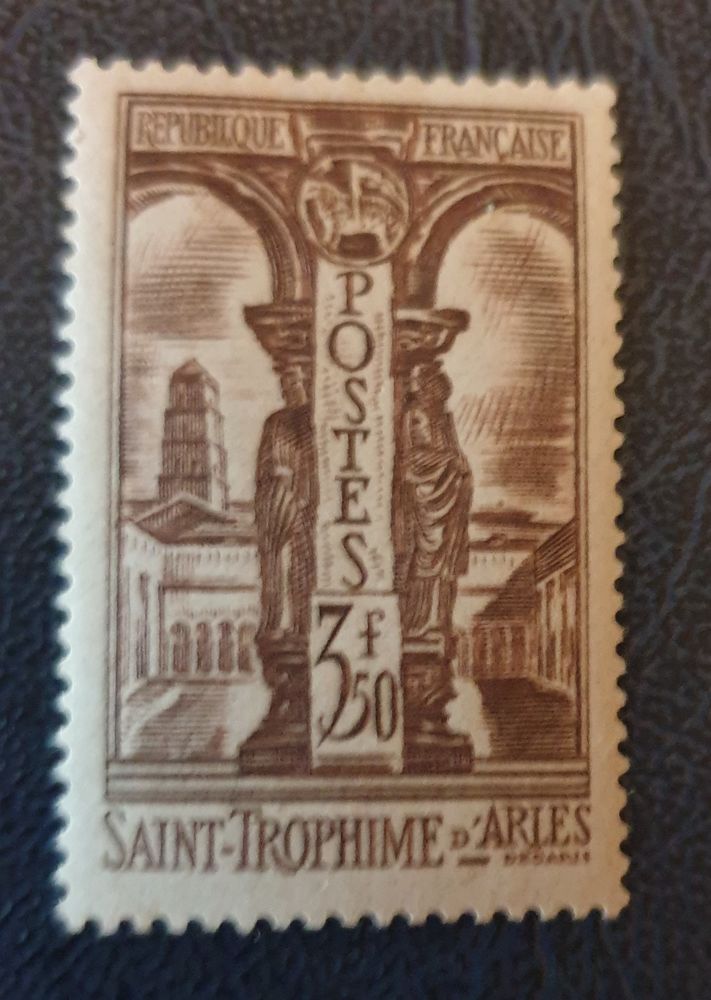 REPUBLIQUE FRANÇAISE
POSTES
3f50
SAINT-TROPHIME D'ARLES